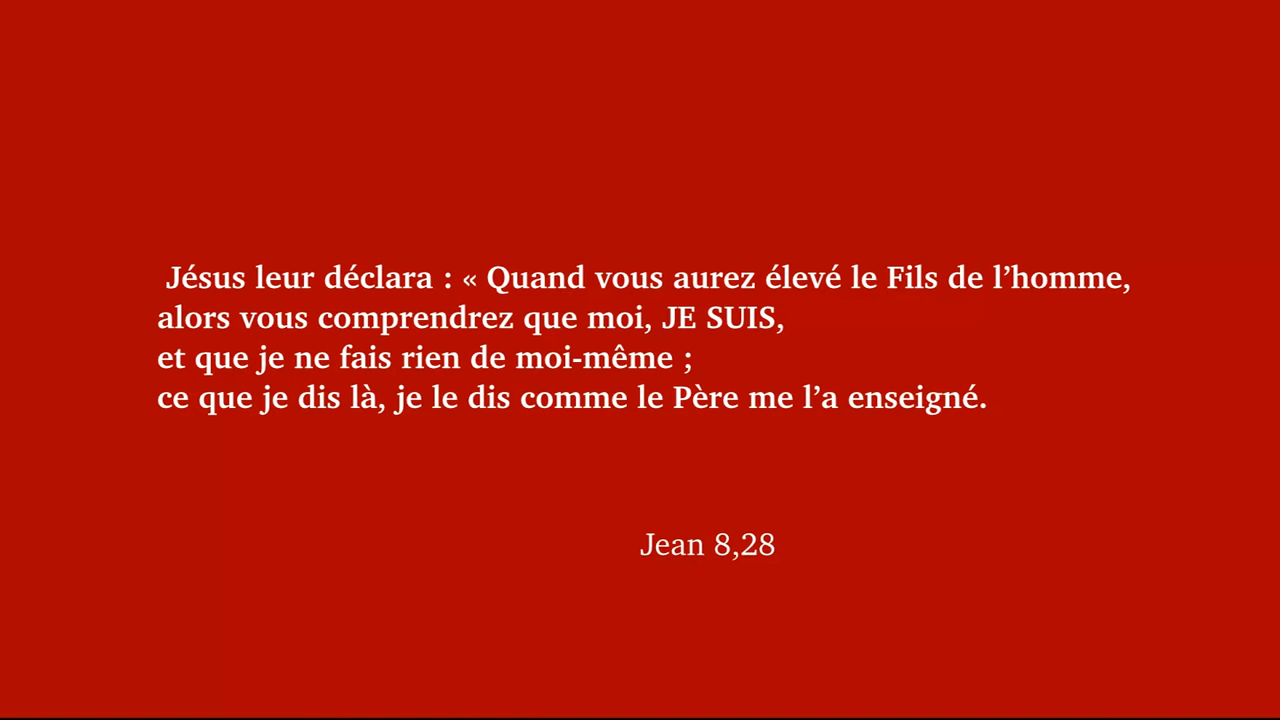 Jésus leur déclara : « Quand vous aurez élevé le Fils de l’homme,
alors vous comprendrez que moi, JE SUIS,
et que je ne fais rien de moi-même ;
ce que je dis là, je le dis comme le Père me l’a enseigné.
Jean 8,28